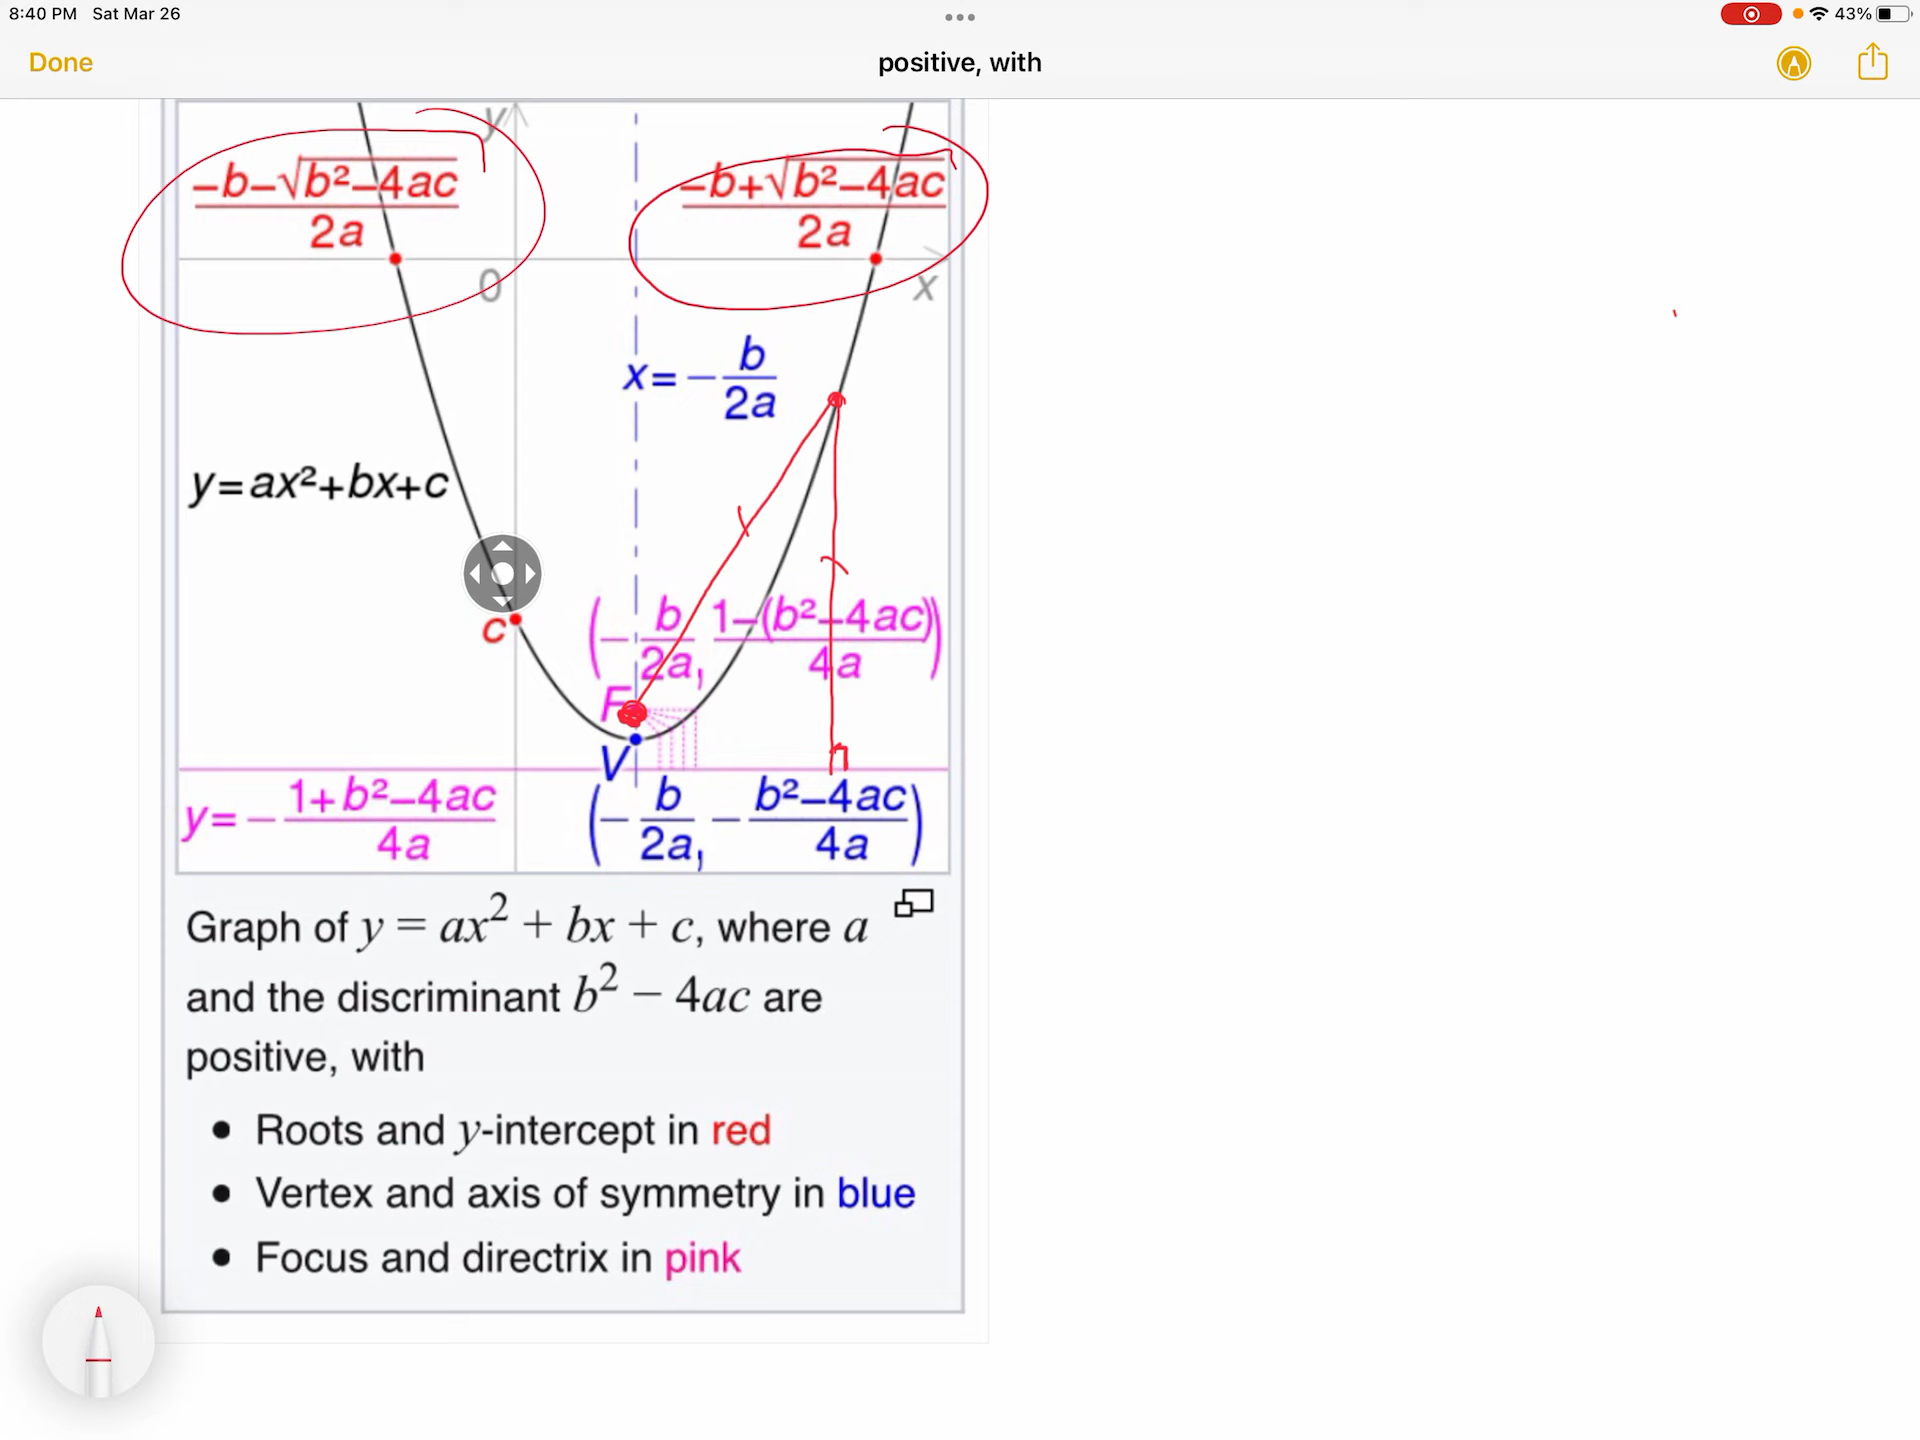 8:40 PM Sat Mar 26
43%
Done
positive, with
y
−b−√b²−4ac
2a
−b+√b²−4ac
2a
0
x
x=−b/2a
y=ax²+bx+c
c
(−b/2a, 1−(b²−4ac)/4a)
F
V
y=−1+b²−4ac/4a
(−b/2a, −b²−4ac/4a)
Graph of y = ax² + bx + c, where a
and the discriminant b² − 4ac are
positive, with
• Roots and y-intercept in red
• Vertex and axis of symmetry in blue
• Focus and directrix in pink